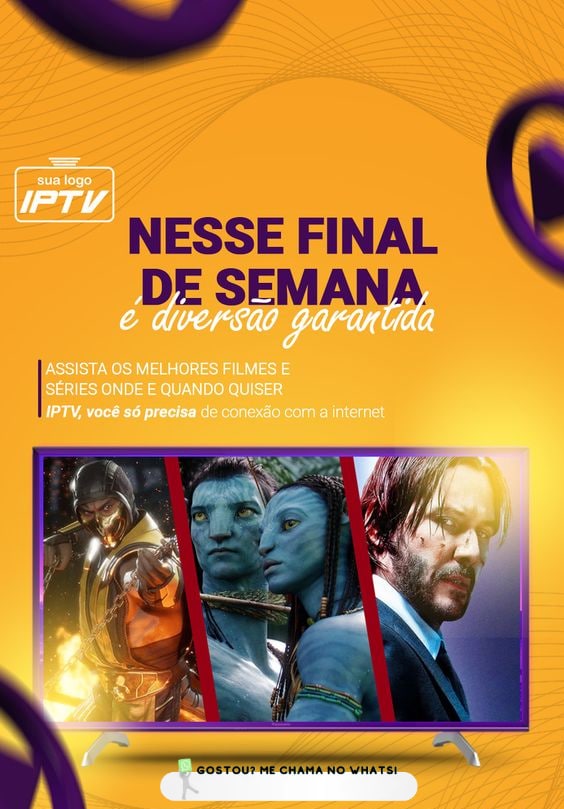 sua logo
IPTV
NESSE FINAL
DE SEMANA
é diversão garantida
ASSISTA OS MELHORES FILMES E
SÉRIES ONDE E QUANDO QUISER
IPTV, você só precisa de conexão com a internet
GOSTOU? ME CHAMA NO WHATS!